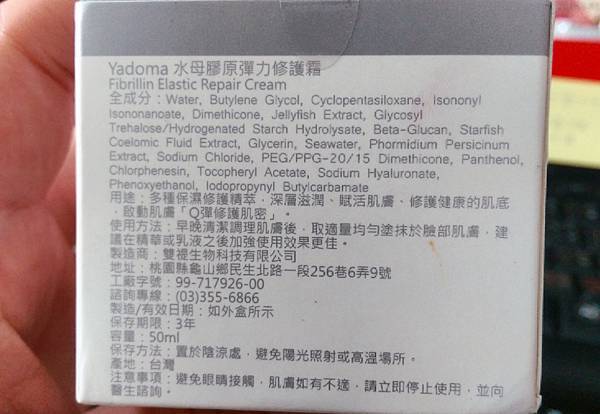 Yadoma 水母膠原彈力修護霜
Fibrillin Elastic Repair Cream
全成分：Water, Butylene Glycol, Cyclopentasiloxane, Isononyl
Isononanoate, Dimethicone, Jellyfish Extract, Glycosyl
Trehalose/Hydrogenated Starch Hydrolysate, Beta-Glucan, Starfish
Coelomic Fluid Extract, Glycerin, Seawater, Phormidium Persicinum
Extract, Sodium Chloride, PEG/PPG-20/15 Dimethicone, Panthenol,
Chlorphenesin, Tocopheryl Acetate, Sodium Hyaluronate,
Phenoxyethanol, Iodopropynyl Butylcarbamate
用途：多種保濕修護精萃，深層滋潤、賦活肌膚、修護健康的肌底
，啟動肌膚「Q彈修護肌密」。
使用方法：早晚清潔調理肌膚後，取適量均勻塗抹於臉部肌膚，建
議在精華或乳液之後加強使用效果更佳。
製造商：雙褆生物科技有限公司
地址：桃園縣龜山鄉民生北路一段256巷6弄9號
工廠字號：99-717926-00
諮詢專線：(03)355-6866
製造/有效日期：如外盒所示
保存期限：3年
容量：50ml
保存方法：置於陰涼處，避免陽光照射或高溫場所。
產地：台灣
注意事項：避免眼睛接觸，肌膚如有不適，請立即停止使用，並向
醫生諮詢。